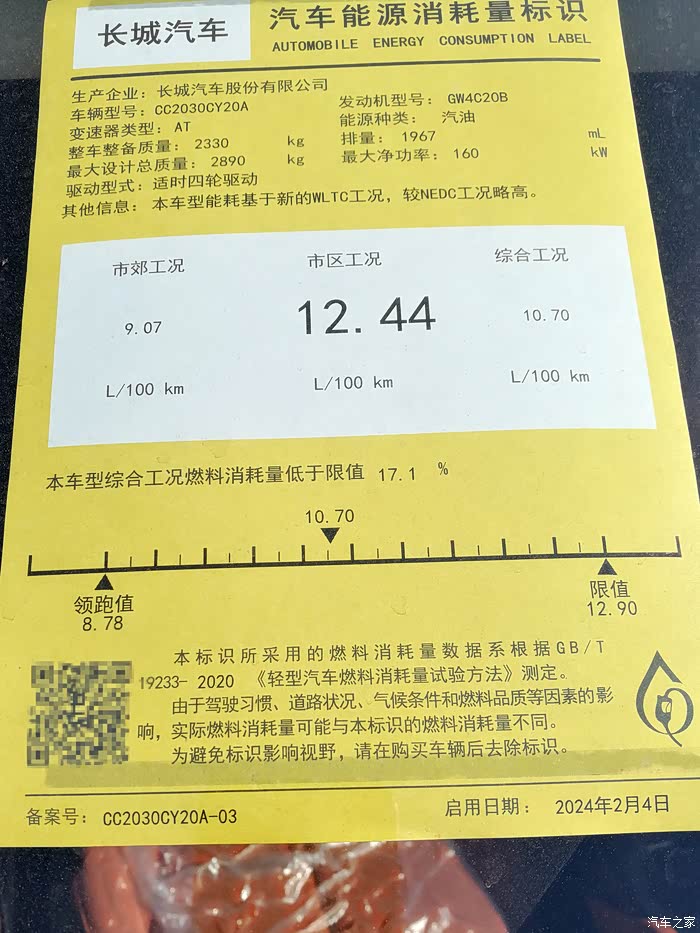 长城汽车
汽车能源消耗量标识
AUTOMOBILE ENERGY CONSUMPTION LABEL
生产企业：长城汽车股份有限公司
车辆型号：CC2030CY20A
发动机型号：GW4C20B
变速器类型：AT
能源种类：汽油
整车整备质量：2330 kg
排量：1967 mL
最大设计总质量：2890 kg
最大净功率：160 kW
驱动型式：适时四轮驱动
其他信息：本车型能耗基于新的WLTC工况，较NEDC工况略高。
市郊工况 市区工况 综合工况
9.07 12.44 10.70
L/100 km L/100 km L/100 km
本车型综合工况燃料消耗量低于限值 17.1 %
10.70
领跑值 限值
8.78 12.90
本标识所采用的燃料消耗量数据系根据GB/T
19233-2020《轻型汽车燃料消耗量试验方法》测定。
由于驾驶习惯、道路状况、气候条件和燃料品质等因素的影
响，实际燃料消耗量可能与本标识的燃料消耗量不同。
为避免标识影响视野，请在购买车辆后去除标识。
备案号：CC2030CY20A-03 启用日期：2024年2月4日
汽车之家